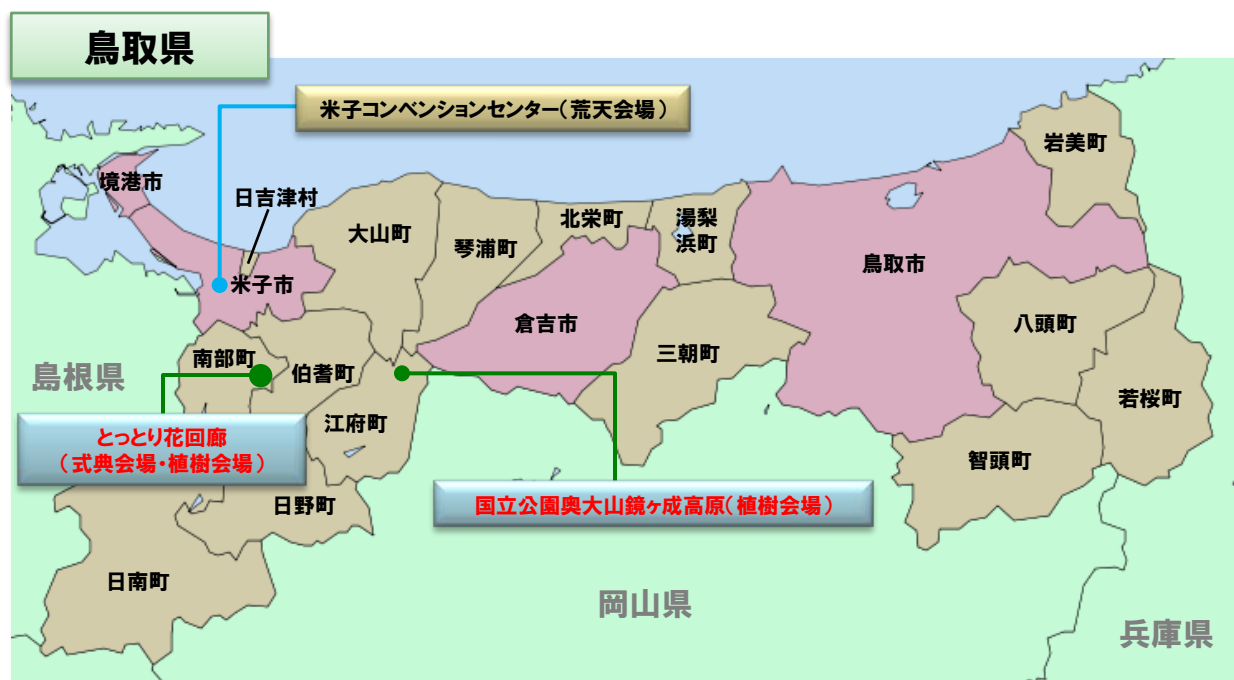 鳥取県
米子コンベンションセンター(荒天会場)
岩美町
境港市
日吉津村
大山町
琴浦町
北栄町
湯梨
浜町
鳥取市
米子市
倉吉市
八頭町
南部町
伯耆町
三朝町
島根県
若桜町
江府町
とっとり花回廊
(式典会場・植樹会場)
智頭町
国立公園奥大山鏡ヶ成高原(植樹会場)
日野町
日南町
岡山県
兵庫県